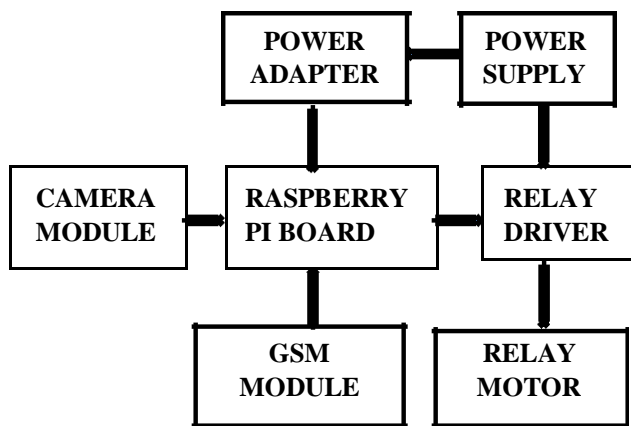 POWER
ADAPTER
POWER
SUPPLY
CAMERA
MODULE
RASPBERRY
PI BOARD
RELAY
DRIVER
GSM
MODULE
RELAY
MOTOR